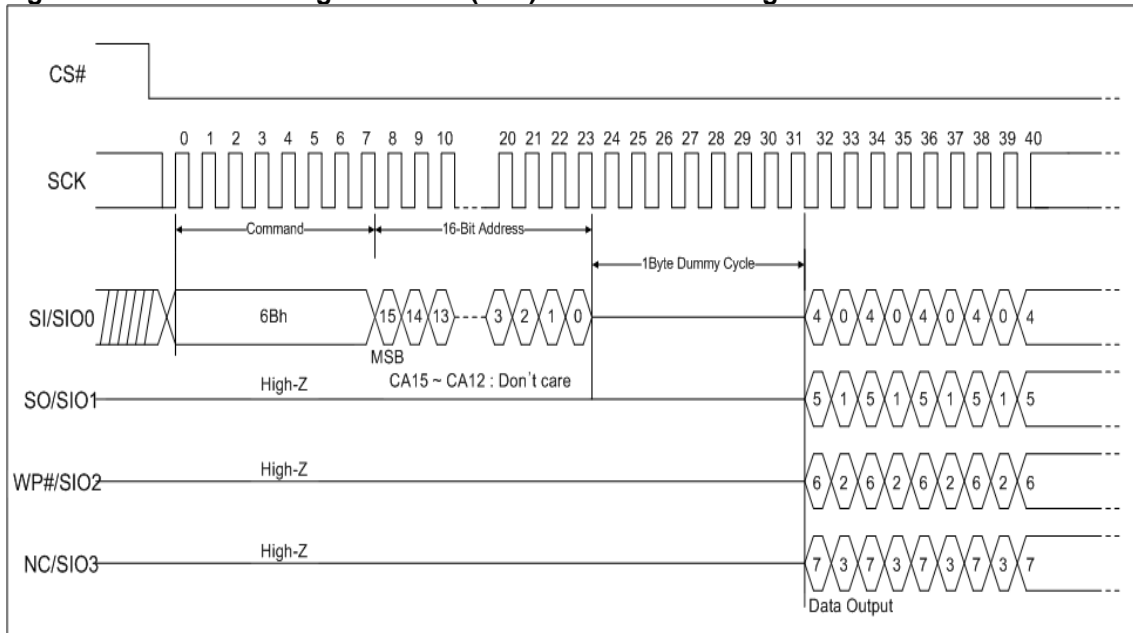 CS#
0 1 2 3 4 5 6 7 8 9 10 20 21 22 23 24 25 26 27 28 29 30 31 32 33 34 35 36 37 38 39 40
SCK
Command 16-Bit Address
1Byte Dummy Cycle
SI/SIO0 6Bh 15 14 13 3 2 1 0 4 0 4 0 4 0 4 0 4
MSB
CA15 ~ CA12 : Don't care
High-Z
SO/SIO1 5 1 5 1 5 1 5 1 5
High-Z
WP#/SIO2 6 2 6 2 6 2 6 2 6
High-Z
NC/SIO3 7 3 7 3 7 3 7 3 7
Data Output